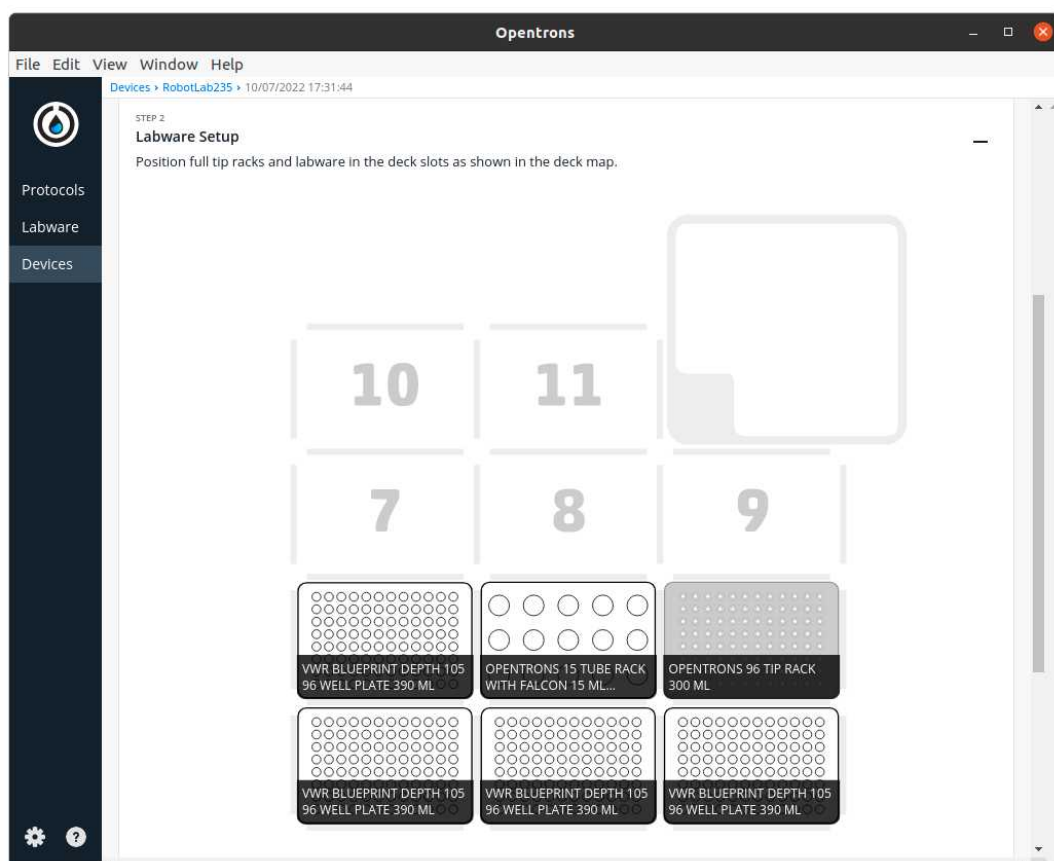 Opentrons
File Edit View Window Help
Devices › RobotLab235 › 10/07/2022 17:31:44
STEP 2
Labware Setup
Position full tip racks and labware in the deck slots as shown in the deck map.
Protocols
Labware
Devices
10
11
7
8
9
VWR BLUEPRINT DEPTH 105
96 WELL PLATE 390 ML
OPENTRONS 15 TUBE RACK
WITH FALCON 15 ML...
OPENTRONS 96 TIP RACK
300 ML
VWR BLUEPRINT DEPTH 105
96 WELL PLATE 390 ML
VWR BLUEPRINT DEPTH 105
96 WELL PLATE 390 ML
VWR BLUEPRINT DEPTH 105
96 WELL PLATE 390 ML
?